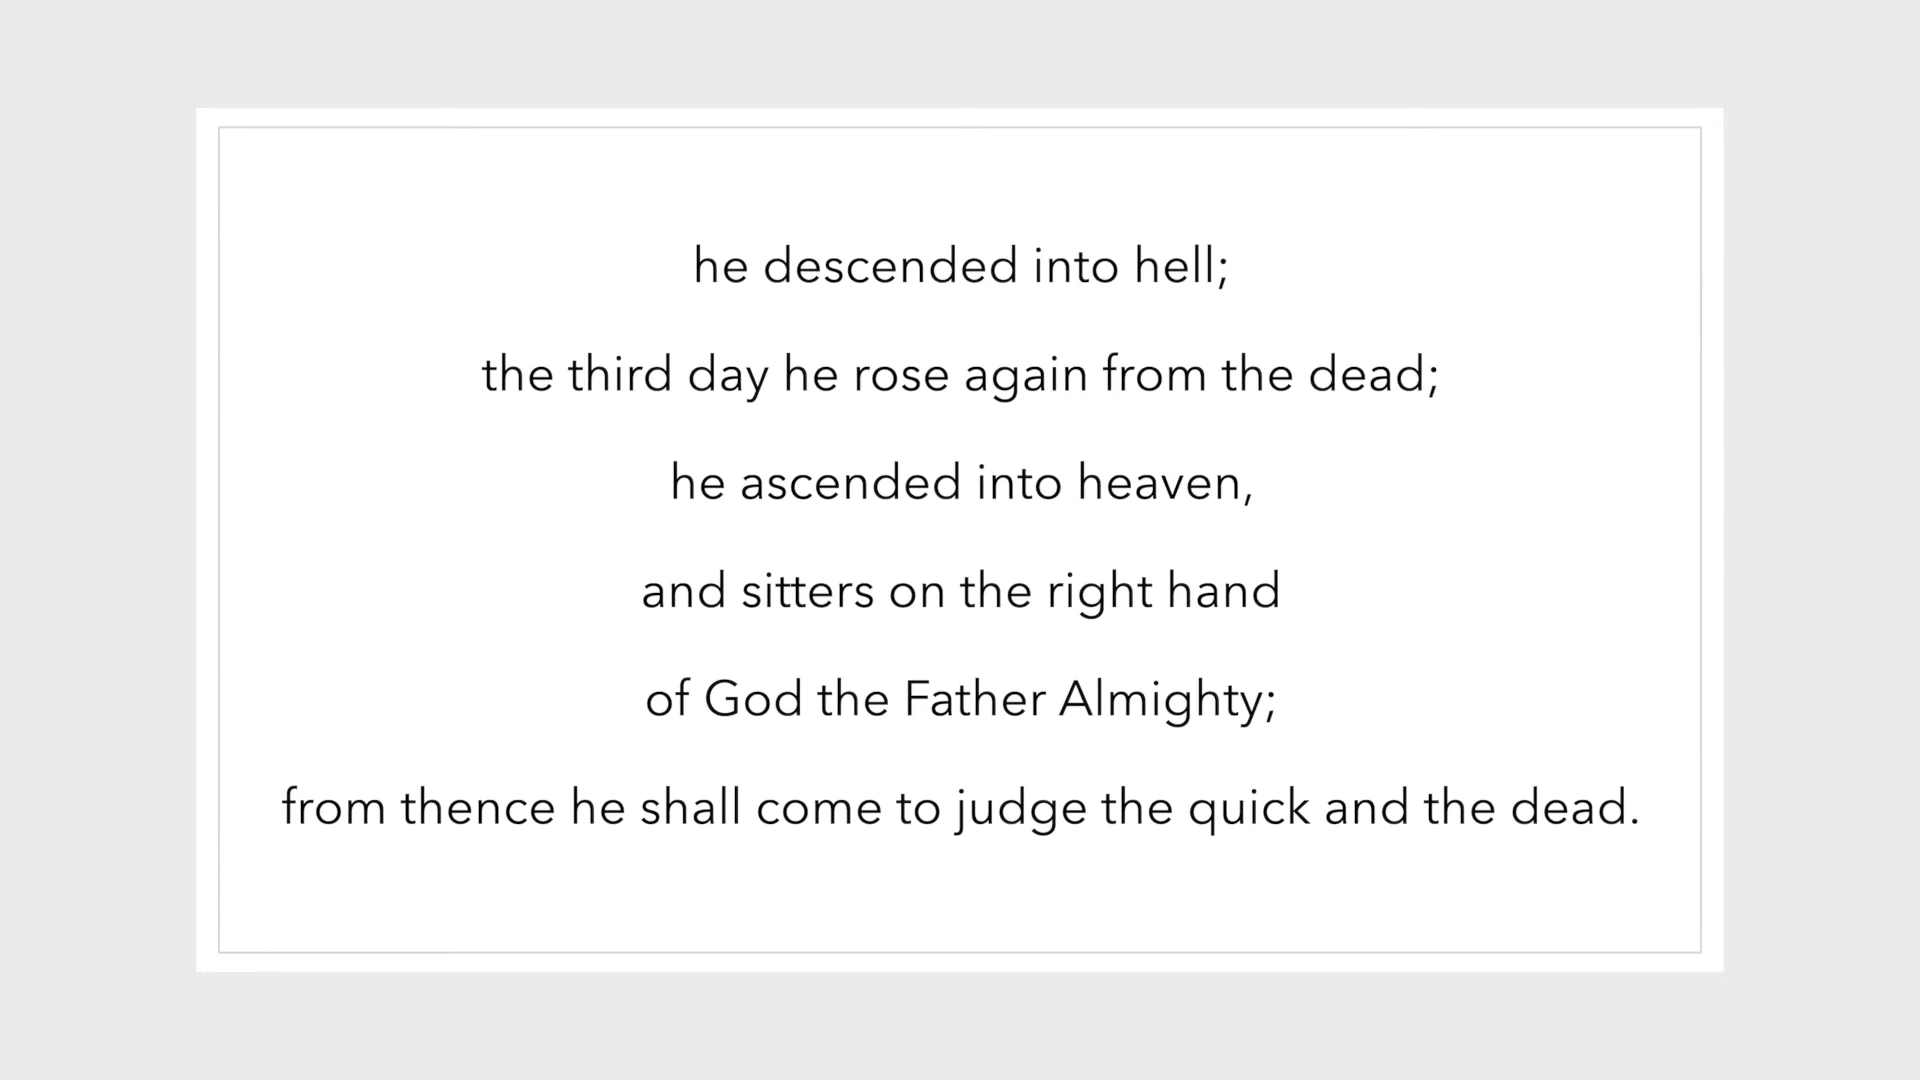 he descended into hell;
the third day he rose again from the dead;
he ascended into heaven,
and sitters on the right hand
of God the Father Almighty;
from thence he shall come to judge the quick and the dead.